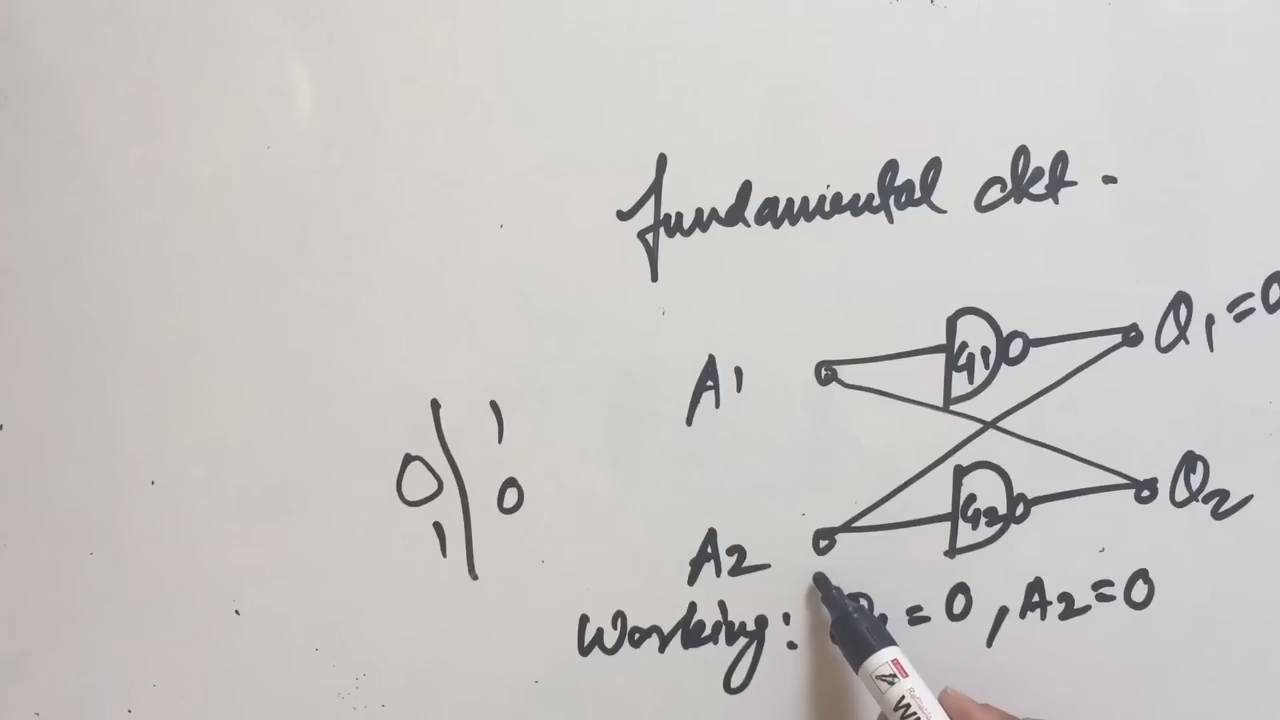 fundamental ckt.
Q1=0
G1
A1
1
0 0
1
Q2
G2
A2
Working: =0, A2=0